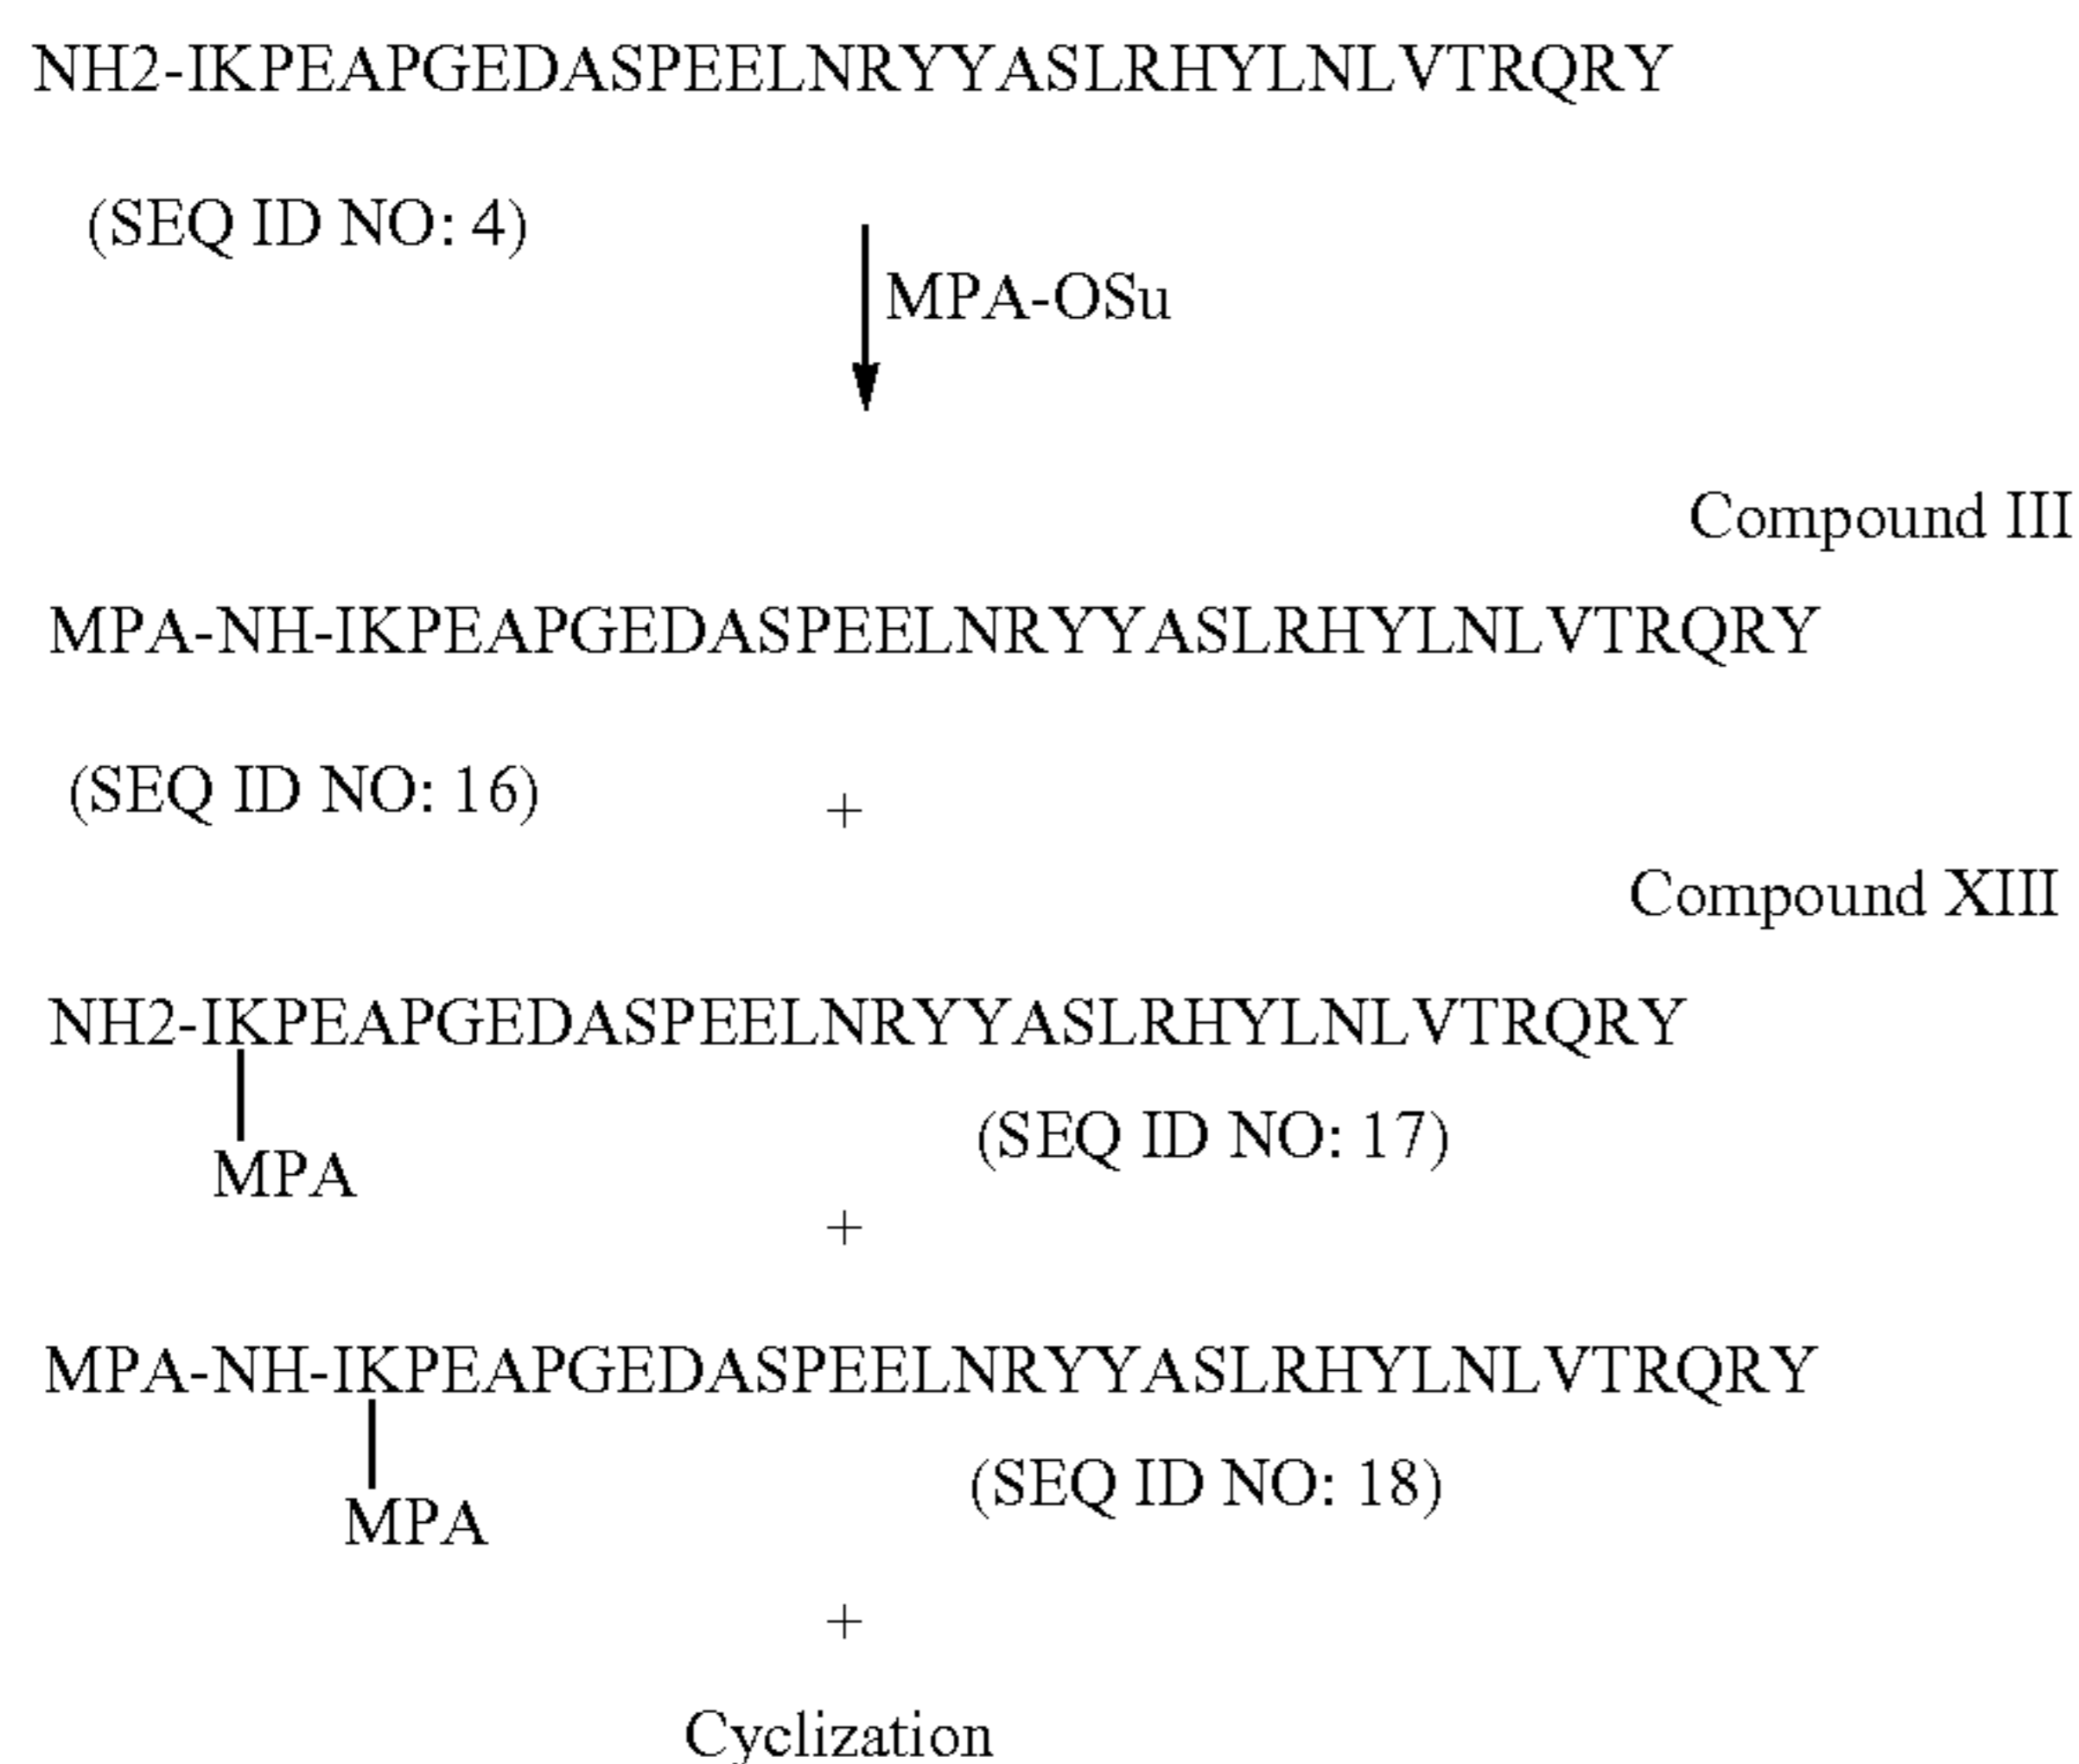 NH2-IKPEAPGEDASPEELNRYYASLRHYLNLVTRQRY
(SEQ ID NO: 4)
MPA-OSu
Compound III
MPA-NH-IKPEAPGEDASPEELNRYYASLRHYLNLVTRQRY
(SEQ ID NO: 16)
+
Compound XIII
NH2-IKPEAPGEDASPEELNRYYASLRHYLNLVTRQRY
(SEQ ID NO: 17)
MPA
+
MPA-NH-IKPEAPGEDASPEELNRYYASLRHYLNLVTRQRY
(SEQ ID NO: 18)
MPA
+
Cyclization